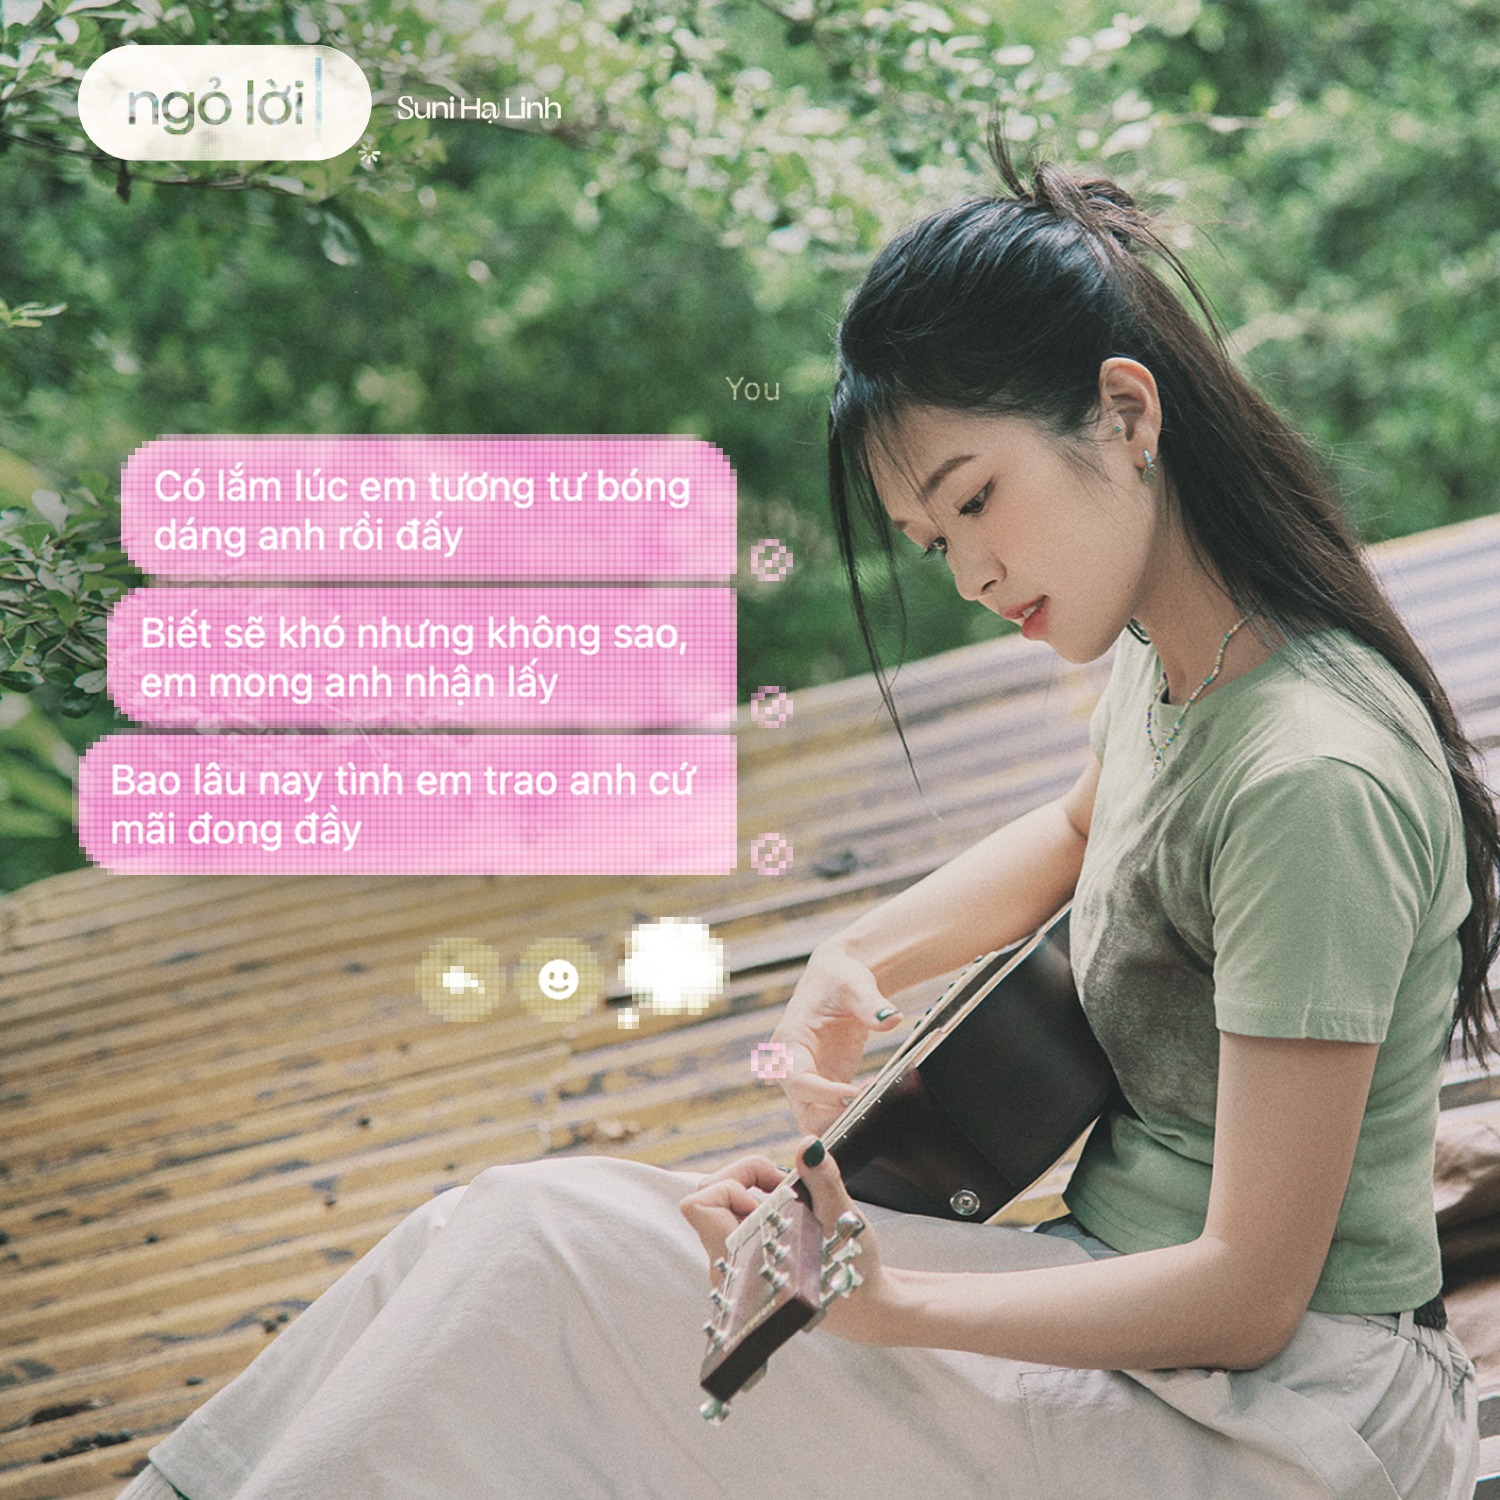 ngỏ lời
Suni Hạ Linh
You
Có lắm lúc em tương tư bóng
dáng anh rồi đấy
Biết sẽ khó nhưng không sao,
em mong anh nhận lấy
Bao lâu nay tình em trao anh cứ
mãi đong đầy